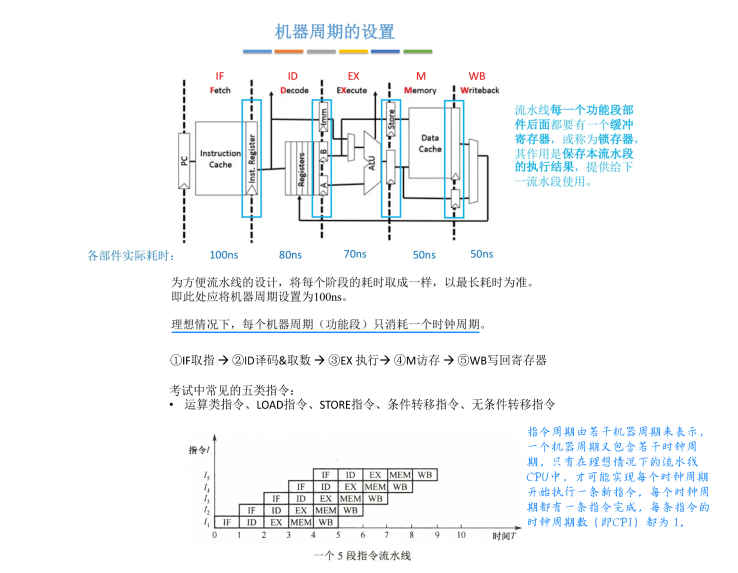 机器周期的设置
IF ID EX M WB
Fetch Decode EXecute Memory Writeback
PC
Instruction
Cache
Inst. Register
Registers
Imm
B
A
ALU
Store
Data
Cache
流水线每一个功能段部
件后面都要有一个缓冲
寄存器，或称为锁存器，
其作用是保存本流水段
的执行结果，提供给下
一流水段使用。
各部件实际耗时： 100ns 80ns 70ns 50ns 50ns
为方便流水线的设计，将每个阶段的耗时取成一样，以最长耗时为准。
即此处应将机器周期设置为100ns。
理想情况下，每个机器周期（功能段）只消耗一个时钟周期。
①IF取指 → ②ID译码&取数 → ③EX 执行→ ④M访存 → ⑤WB写回寄存器
考试中常见的五类指令：
• 运算类指令、LOAD指令、STORE指令、条件转移指令、无条件转移指令
指令I
I5 IF ID EX MEM WB
I4 IF ID EX MEM WB
I3 IF ID EX MEM WB
I2 IF ID EX MEM WB
I1 IF ID EX MEM WB
0 1 2 3 4 5 6 7 8 9 10 时间T
一个 5 段指令流水线
指令周期由若干机器周期来表示，
一个机器周期又包含若干时钟周
期，只有在理想情况下的流水线
CPU中，才可能实现每个时钟周期
开始执行一条新指令。每个时钟周
期都有一条指令完成，每条指令的
时钟周期数（即CPI）都为 1。